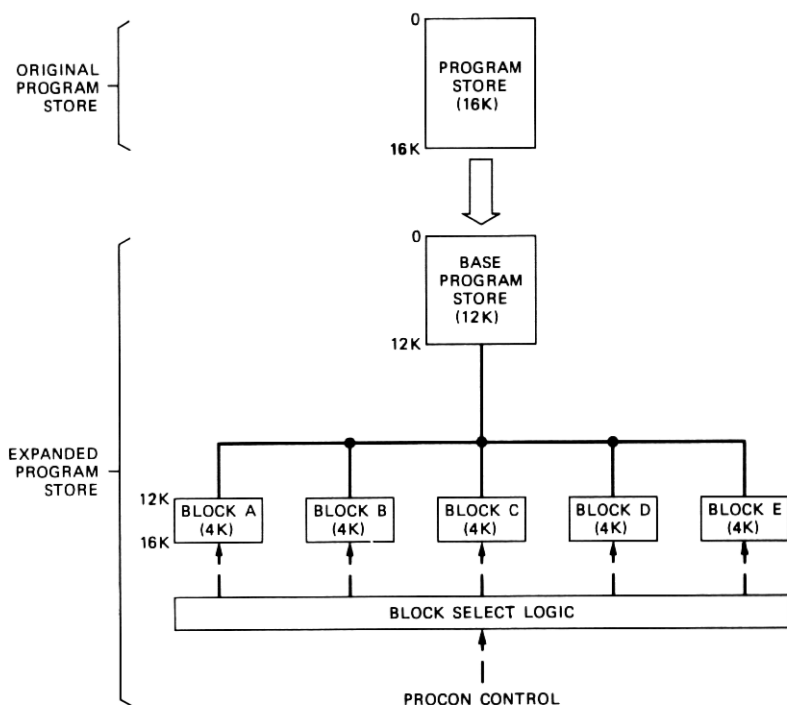 0
ORIGINAL
PROGRAM
STORE
PROGRAM
STORE
(16K)
16K
0
BASE
PROGRAM
STORE
(12K)
12K
EXPANDED
PROGRAM
STORE
12K
16K
BLOCK A
(4K)
BLOCK B
(4K)
BLOCK C
(4K)
BLOCK D
(4K)
BLOCK E
(4K)
BLOCK SELECT LOGIC
PROCON CONTROL